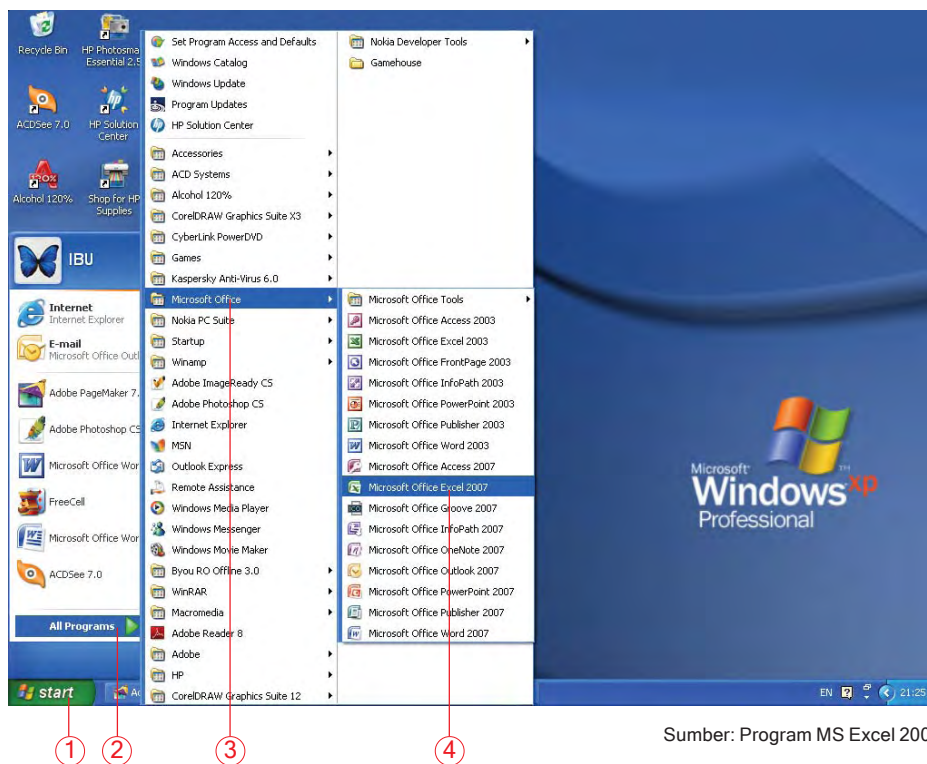 Recycle Bin
HP Photosma
Essential 2.5
ACDSee 7.0
HP Solution
Center
Alcohol 120%
Shop for HP
Supplies
IBU
Internet
Internet Explorer
E-mail
Microsoft Office Outl
Adobe PageMaker 7.
Adobe Photoshop CS
Microsoft Office Wor
FreeCell
Microsoft Office Wor
ACDSee 7.0
All Programs
start
Set Program Access and Defaults
Windows Catalog
Windows Update
Program Updates
HP Solution Center
Accessories
ACD Systems
Alcohol 120%
CorelDRAW Graphics Suite X3
CyberLink PowerDVD
Games
Kaspersky Anti-Virus 6.0
Microsoft Office
Nokia PC Suite
Startup
Winamp
Adobe ImageReady CS
Adobe Photoshop CS
Internet Explorer
MSN
Outlook Express
Remote Assistance
Windows Media Player
Windows Messenger
Windows Movie Maker
Byou RO Offline 3.0
WinRAR
Macromedia
Adobe Reader 8
Adobe
HP
CorelDRAW Graphics Suite 12
Nokia Developer Tools
Gamehouse
Microsoft Office Tools
Microsoft Office Access 2003
Microsoft Office Excel 2003
Microsoft Office FrontPage 2003
Microsoft Office InfoPath 2003
Microsoft Office PowerPoint 2003
Microsoft Office Publisher 2003
Microsoft Office Word 2003
Microsoft Office Access 2007
Microsoft Office Excel 2007
Microsoft Office Groove 2007
Microsoft Office InfoPath 2007
Microsoft Office OneNote 2007
Microsoft Office Outlook 2007
Microsoft Office PowerPoint 2007
Microsoft Office Publisher 2007
Microsoft Office Word 2007
Microsoft
Windows xp
Professional
EN
21:25
1 2 3 4
Sumber: Program MS Excel 200